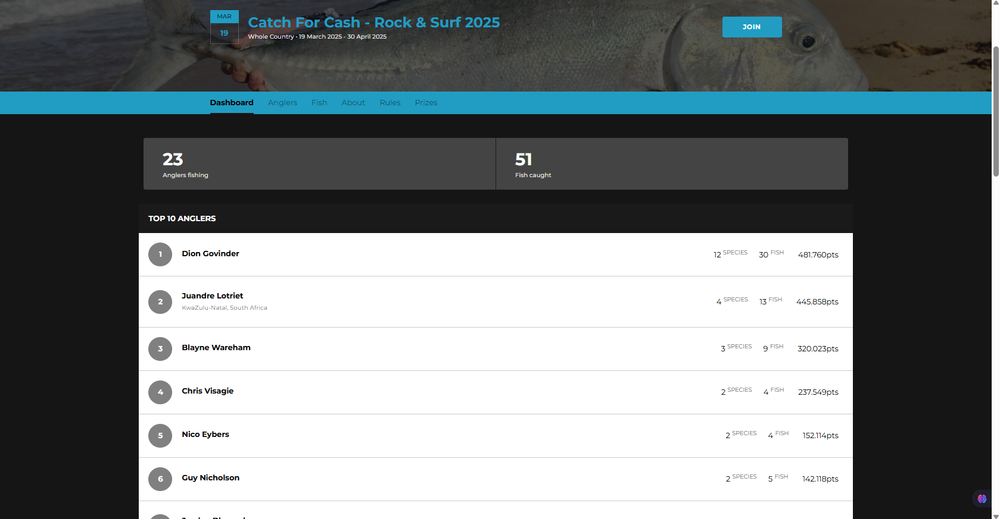 MAR
19
Catch For Cash - Rock & Surf 2025
Whole Country • 19 March 2025 - 30 April 2025
JOIN
Dashboard Anglers Fish About Rules Prizes
23
Anglers fishing
51
Fish caught
TOP 10 ANGLERS
1 Dion Govinder 12 SPECIES 30 FISH 481.760pts
2 Juandre Lotriet 4 SPECIES 13 FISH 445.858pts
KwaZulu-Natal, South Africa
3 Blayne Wareham 3 SPECIES 9 FISH 320.023pts
4 Chris Visagie 2 SPECIES 4 FISH 237.549pts
5 Nico Eybers 2 SPECIES 4 FISH 152.114pts
6 Guy Nicholson 2 SPECIES 5 FISH 142.118pts